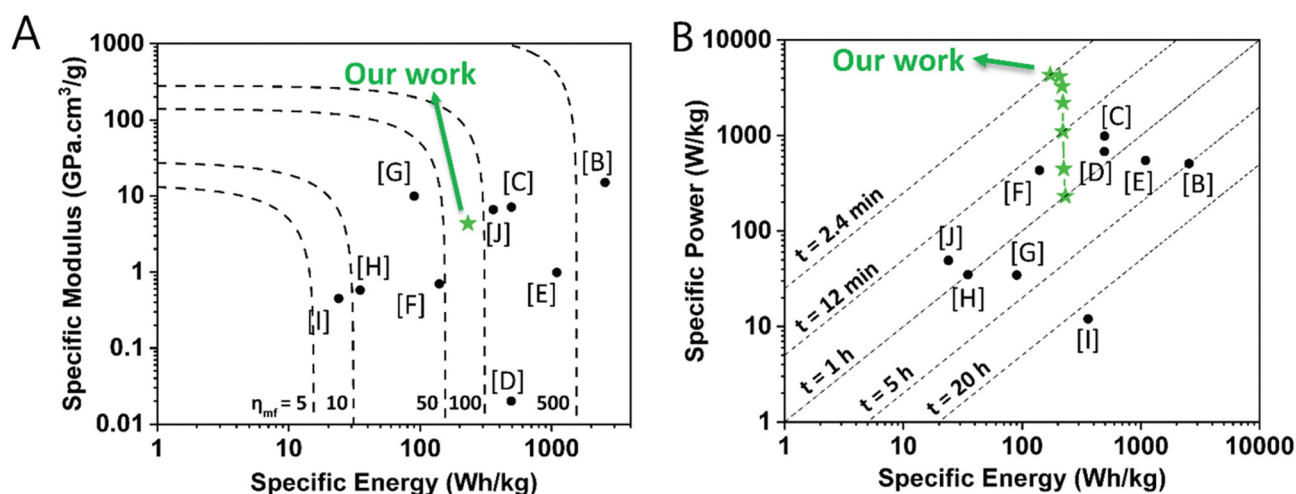 A
Specific Modulus (GPa.cm³/g)
1000
100
10
1
0.1
0.01
Our work
[B]
[G]
[C]
[J]
[H]
[I]
[F]
[E]
[D]
ηmf = 5 10 50 100 500
1 10 100 1000
Specific Energy (Wh/kg)
B
Specific Power (W/kg)
10000
1000
100
10
1
Our work
[C]
[D]
[E]
[B]
[F]
[J]
[G]
[H]
[I]
t = 2.4 min
t = 12 min
t = 1 h
t = 5 h
t = 20 h
1 10 100 1000 10000
Specific Energy (Wh/kg)